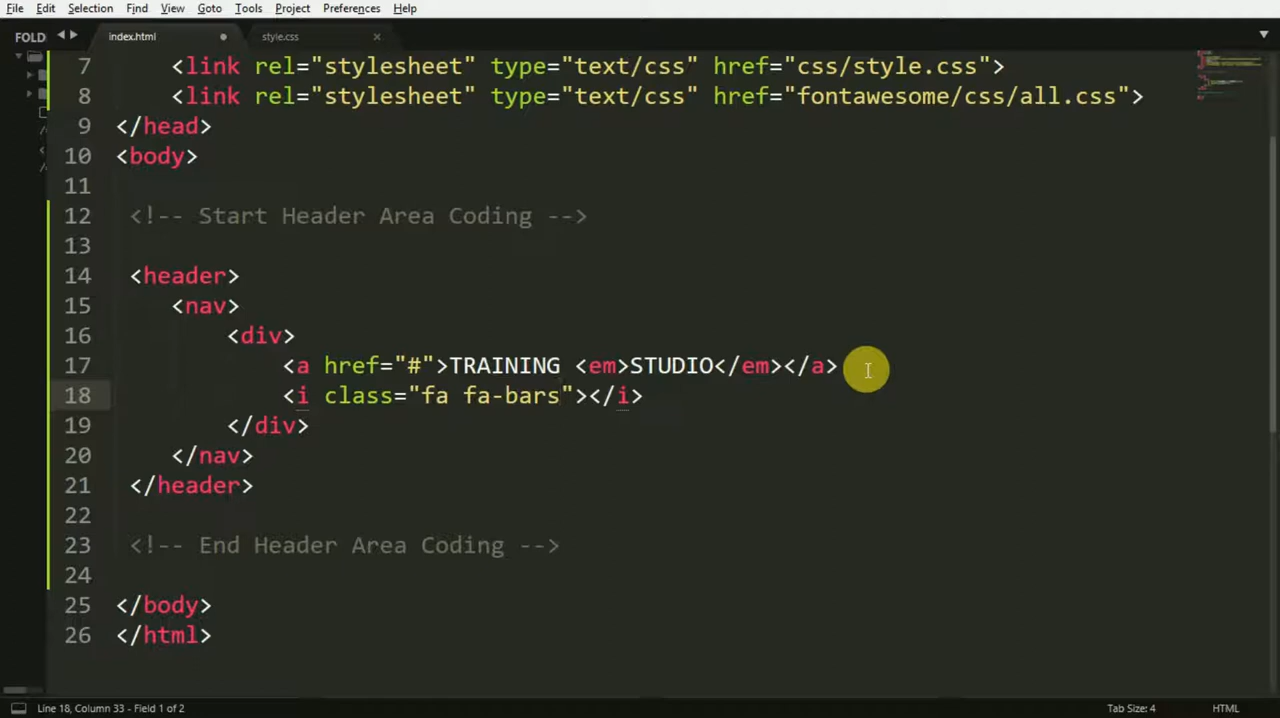 File Edit Selection Find View Goto Tools Project Preferences Help
FOLD index.html style.css
7 <link rel="stylesheet" type="text/css" href="css/style.css">
8 <link rel="stylesheet" type="text/css" href="fontawesome/css/all.css">
9 </head>
10 <body>
11
12 <!-- Start Header Area Coding -->
13
14 <header>
15 <nav>
16 <div>
17 <a href="#">TRAINING <em>STUDIO</em></a>
18 <i class="fa fa-bars"></i>
19 </div>
20 </nav>
21 </header>
22
23 <!-- End Header Area Coding -->
24
25 </body>
26 </html>
Line 18, Column 33 - Field 1 of 2 Tab Size: 4 HTML